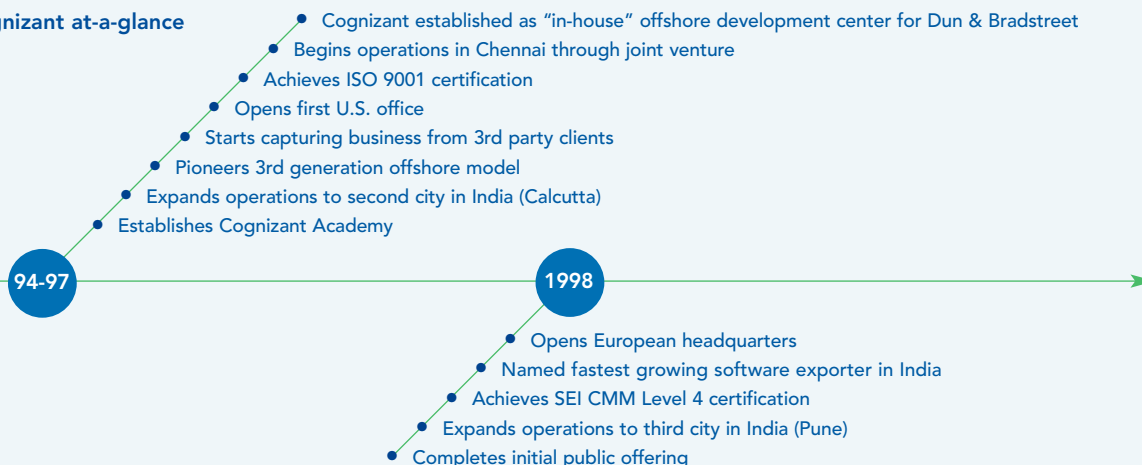 at-a-glance
Cognizant established as “in-house” offshore development center for Dun & Bradstreet
Begins operations in Chennai through joint venture
Achieves ISO 9001 certification
Opens first U.S. office
Starts capturing business from 3rd party clients
Pioneers 3rd generation offshore model
Expands operations to second city in India (Calcutta)
Establishes Cognizant Academy
94-97
1998
Opens European headquarters
Named fastest growing software exporter in India
Achieves SEI CMM Level 4 certification
Expands operations to third city in India (Pune)
Completes initial public offering